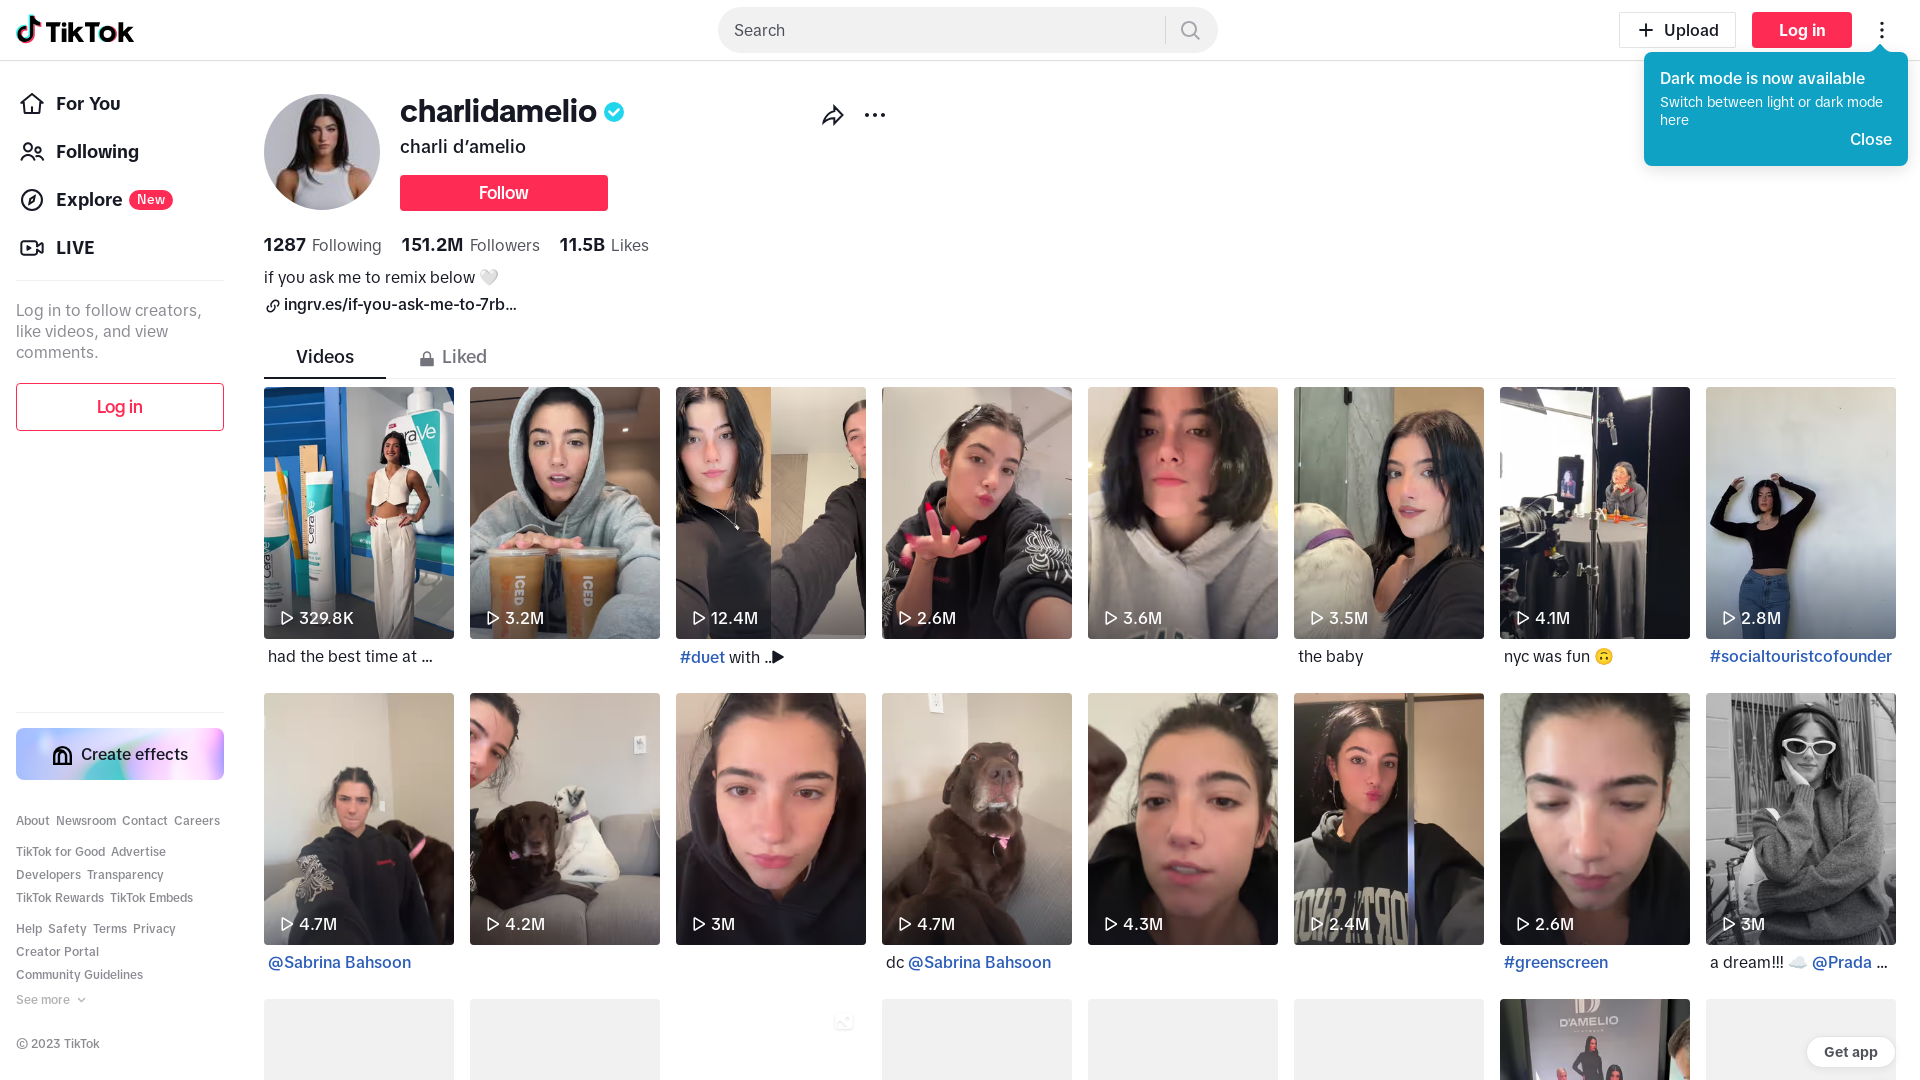 TikTok
Search
Upload
Log in
Dark mode is now available
Switch between light or dark mode
here
Close
For You
Following
Explore New
LIVE
Log in to follow creators,
like videos, and view
comments.
Log in
Create effects
About Newsroom Contact Careers
TikTok for Good Advertise
Developers Transparency
TikTok Rewards TikTok Embeds
Help Safety Terms Privacy
Creator Portal
Community Guidelines
See more
© 2023 TikTok
charlidamelio
charli d’amelio
Follow
1287 Following 151.2M Followers 11.5B Likes
if you ask me to remix below 🤍
ingrv.es/if-you-ask-me-to-7rb...
Videos
Liked
CeraVe
ICED
ICED
329.8K
3.2M
12.4M
2.6M
3.6M
3.5M
4.1M
2.8M
had the best time at ...
#duet with ...
the baby
nyc was fun 🙃
#socialtouristcofounder
4.7M
4.2M
3M
4.7M
4.3M
2.4M
2.6M
3M
@Sabrina Bahsoon
dc @Sabrina Bahsoon
#greenscreen
a dream!!! ☁️ @Prada ...
D'AMELIO
Get app